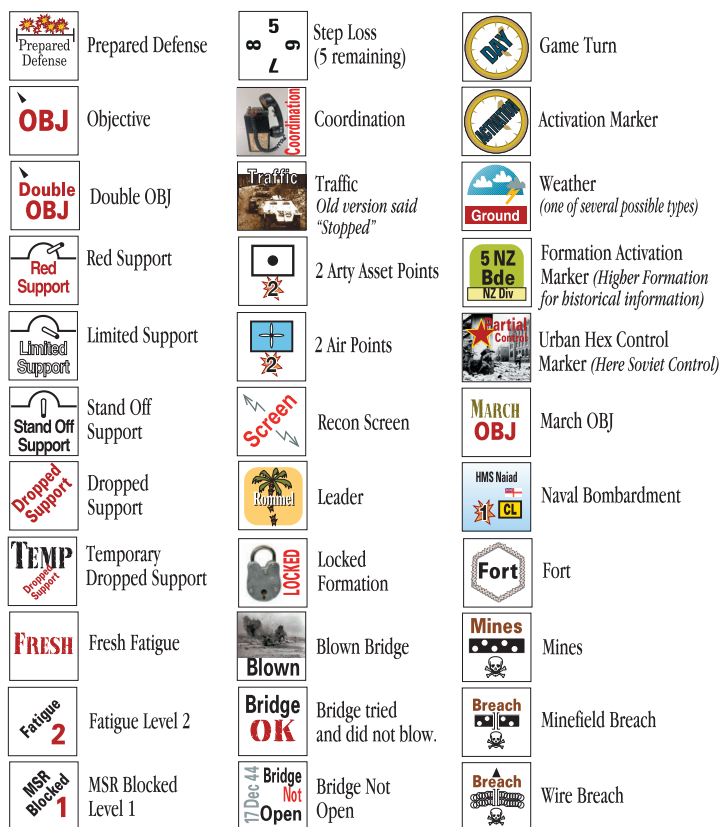 Prepared
Defense
Prepared Defense
OBJ
Objective
Double
OBJ
Double OBJ
Red
Support
Red Support
Limited
Support
Limited Support
Stand Off
Support
Stand Off
Support
Dropped
Support
Dropped
Support
TEMP
Dropped
Support
Temporary
Dropped Support
FRESH
Fresh Fatigue
Fatigue
2
Fatigue Level 2
MSR
Blocked
1
MSR Blocked
Level 1
5
6
7
8
Step Loss
(5 remaining)
Coordination
Coordination
Traffic
Traffic
Old version said
“Stopped”
2
2 Arty Asset Points
2
2 Air Points
Screen
Recon Screen
Rommel
Leader
LOCKED
Locked
Formation
Blown
Blown Bridge
Bridge
OK
Bridge tried
and did not blow.
17 Dec 44
Bridge
Not
Open
Bridge Not
Open
DAY
Game Turn
ACTIVATION
Activation Marker
Ground
Weather
(one of several possible types)
5 NZ
Bde
NZ Div
Formation Activation
Marker (Higher Formation
for historical information)
Partial
Control
Urban Hex Control
Marker (Here Soviet Control)
MARCH
OBJ
March OBJ
HMS Naiad
1
CL
Naval Bombardment
Fort
Fort
Mines
Mines
Breach
Minefield Breach
Breach
Wire Breach